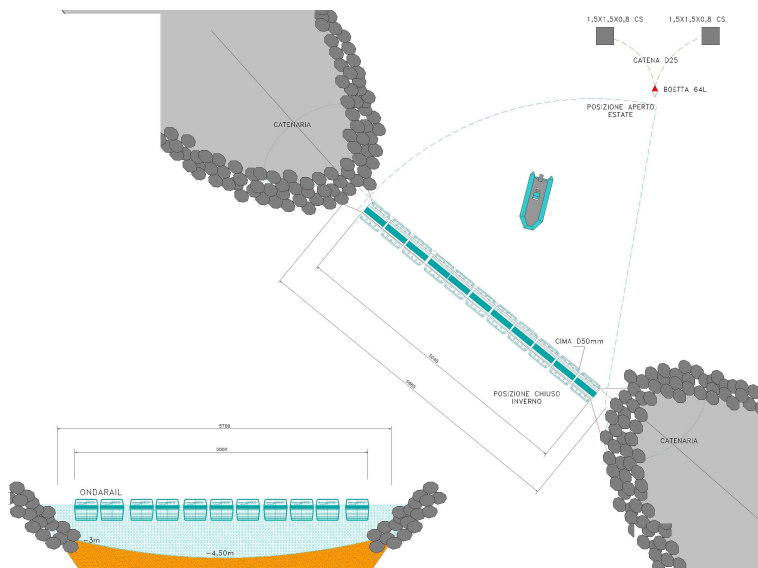 1,5X1,5X0,8 CS
1,5X1,5X0,8 CS
CATENA D25
BOETTA 64L
POSIZIONE APERTO
ESTATE
CATENARIA
CIMA D50mm
POSIZIONE CHIUSO
INVERNO
CATENARIA
5700
5000
ONDARAIL
-3m
-4,50m